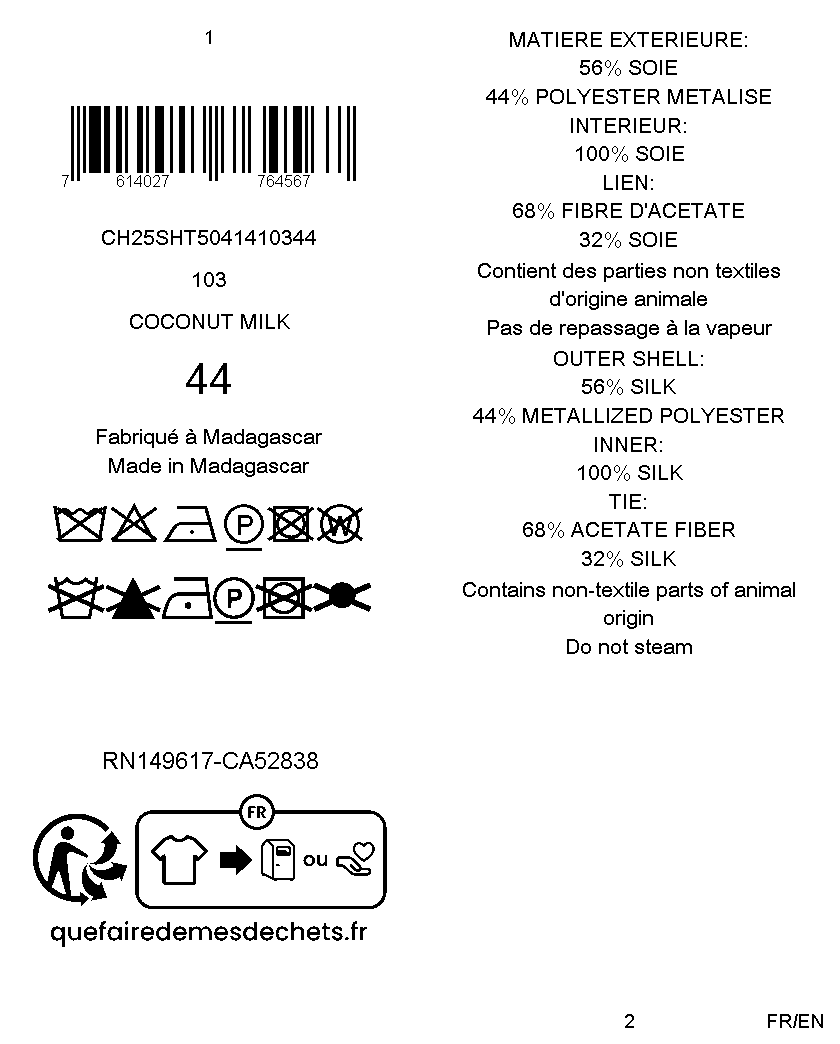 1
7 614027 764567
CH25SHT5041410344
103
COCONUT MILK
44
Fabriqué à Madagascar
Made in Madagascar
P
W
P
RN149617-CA52838
FR
ou
quefairedemesdechets.fr
MATIERE EXTERIEURE:
56% SOIE
44% POLYESTER METALISE
INTERIEUR:
100% SOIE
LIEN:
68% FIBRE D'ACETATE
32% SOIE
Contient des parties non textiles
d'origine animale
Pas de repassage à la vapeur
OUTER SHELL:
56% SILK
44% METALLIZED POLYESTER
INNER:
100% SILK
TIE:
68% ACETATE FIBER
32% SILK
Contains non-textile parts of animal
origin
Do not steam
2
FR/EN